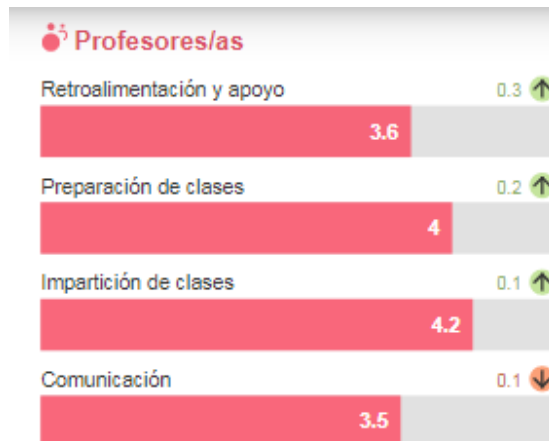 Profesores/as
Retroalimentación y apoyo 0.3
3.6
Preparación de clases 0.2
4
Impartición de clases 0.1
4.2
Comunicación 0.1
3.5